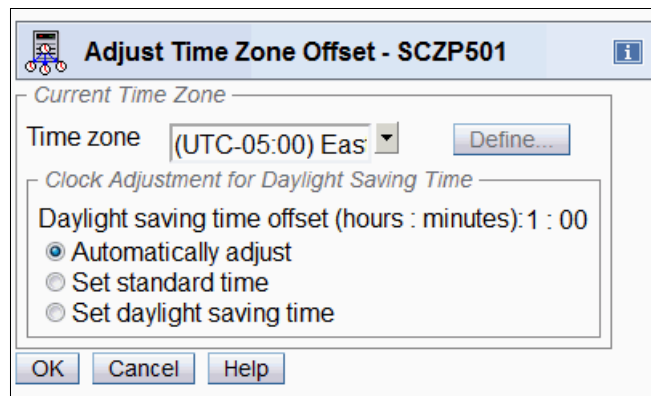 Adjust Time Zone Offset - SCZP501
i
Current Time Zone
Time zone
(UTC-05:00) Eas
Define...
Clock Adjustment for Daylight Saving Time
Daylight saving time offset (hours : minutes): 1 : 00
Automatically adjust
Set standard time
Set daylight saving time
OK Cancel Help